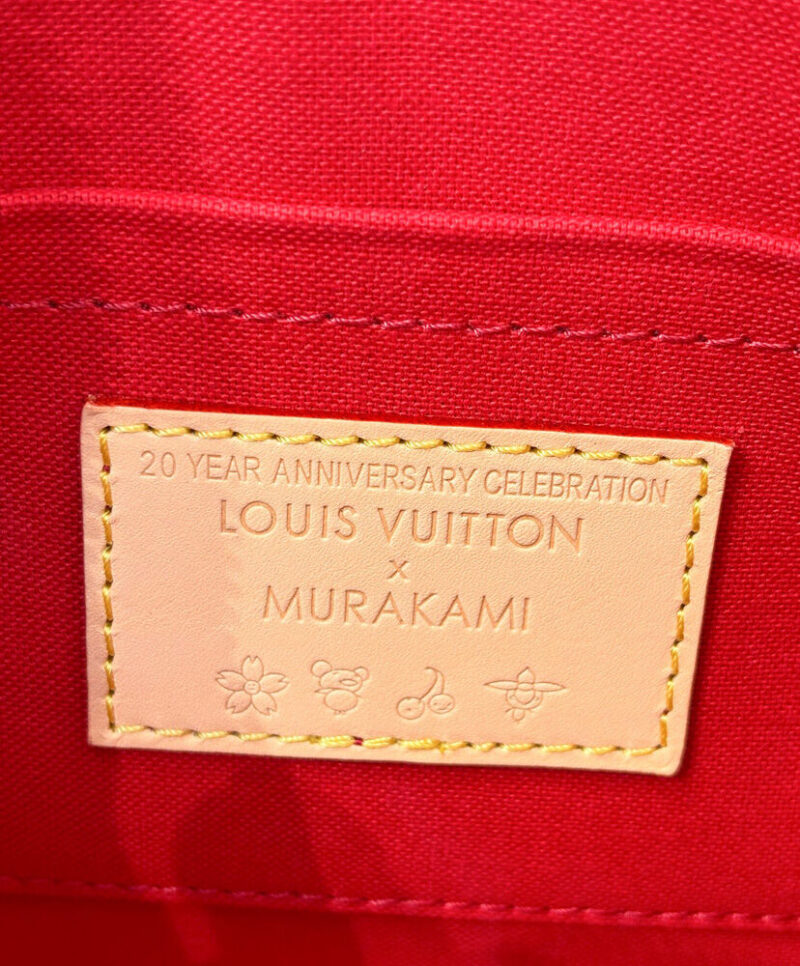 20 YEAR ANNIVERSARY CELEBRATION
LOUIS VUITTON
x
MURAKAMI